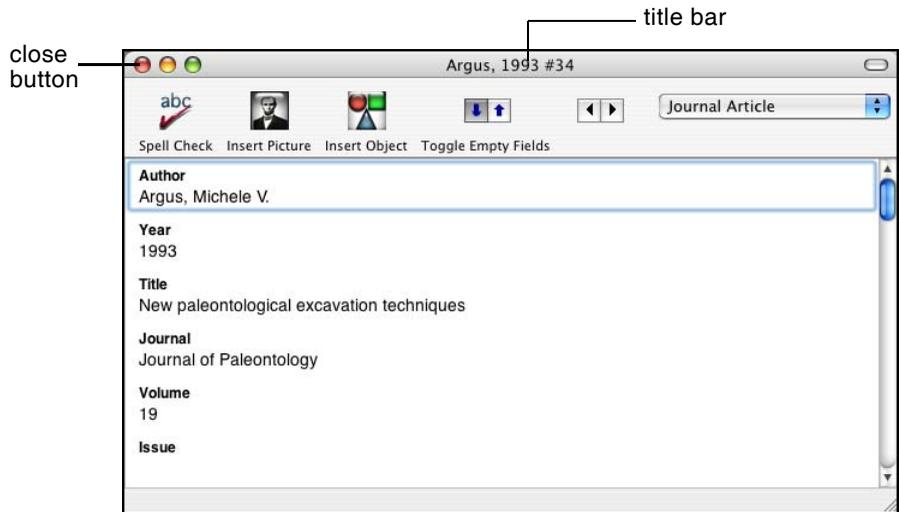 title bar
close
button
Argus, 1993 #34
abc
Journal Article
Spell Check Insert Picture Insert Object Toggle Empty Fields
Author
Argus, Michele V.
Year
1993
Title
New paleontological excavation techniques
Journal
Journal of Paleontology
Volume
19
Issue